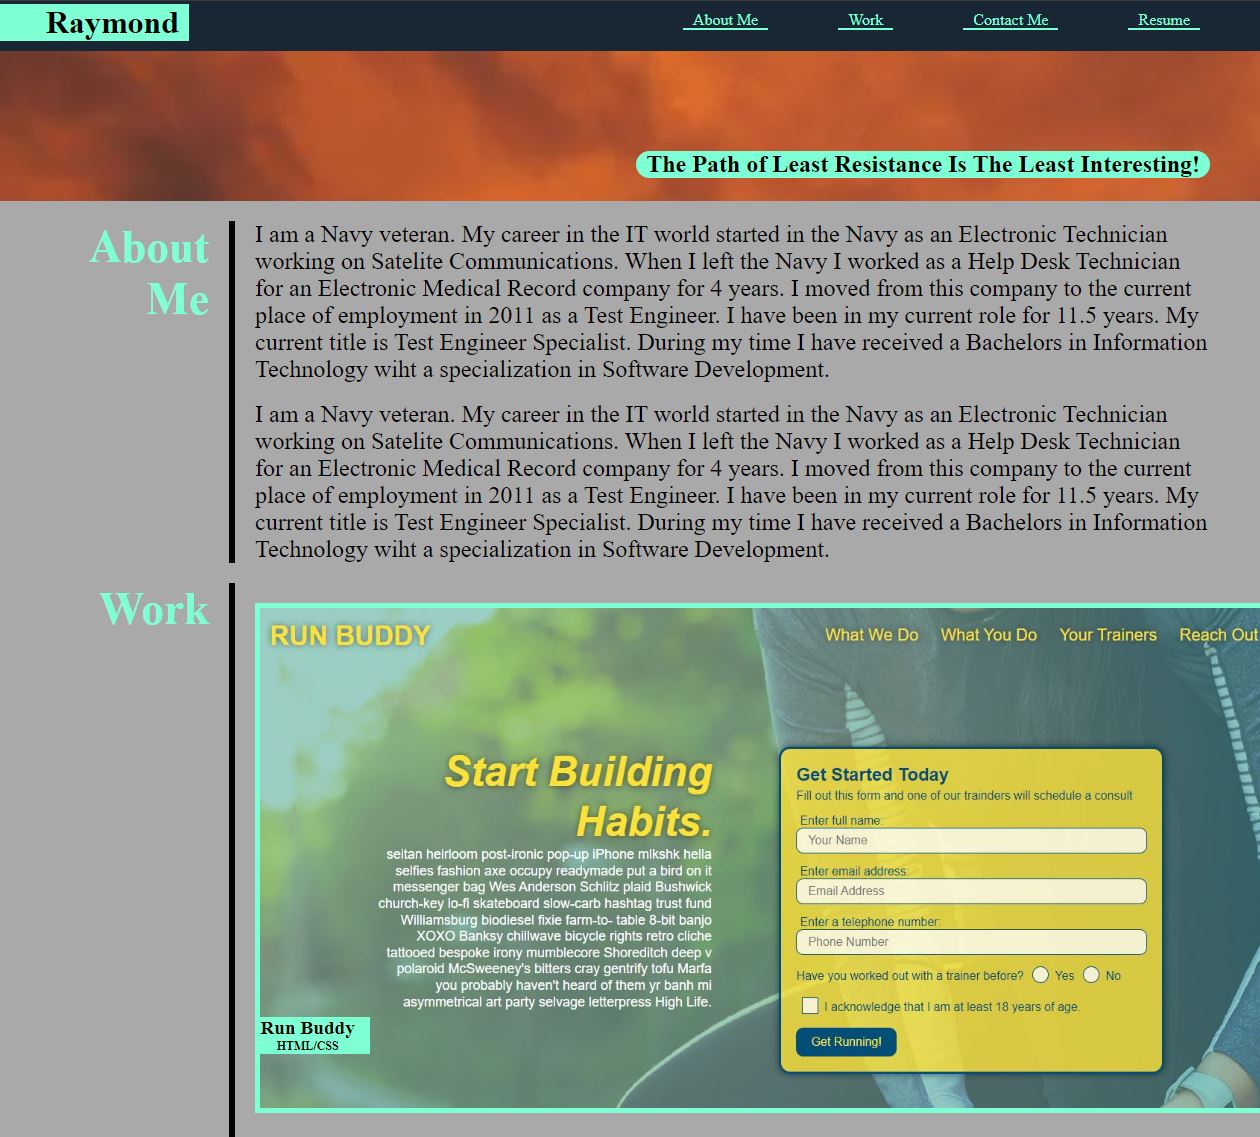 Raymond
About Me
Work
Contact Me
Resume
The Path of Least Resistance Is The Least Interesting!
About
Me
I am a Navy veteran. My career in the IT world started in the Navy as an Electronic Technician
working on Satelite Communications. When I left the Navy I worked as a Help Desk Technician
for an Electronic Medical Record company for 4 years. I moved from this company to the current
place of employment in 2011 as a Test Engineer. I have been in my current role for 11.5 years. My
current title is Test Engineer Specialist. During my time I have received a Bachelors in Information
Technology wiht a specialization in Software Development.
I am a Navy veteran. My career in the IT world started in the Navy as an Electronic Technician
working on Satelite Communications. When I left the Navy I worked as a Help Desk Technician
for an Electronic Medical Record company for 4 years. I moved from this company to the current
place of employment in 2011 as a Test Engineer. I have been in my current role for 11.5 years. My
current title is Test Engineer Specialist. During my time I have received a Bachelors in Information
Technology wiht a specialization in Software Development.
Work
RUN BUDDY
What We Do
What You Do
Your Trainers
Reach Out
Start Building
Habits.
seitan heirloom post-ironic pop-up iPhone mlkshk hella
selfies fashion axe occupy readymade put a bird on it
messenger bag Wes Anderson Schlitz plaid Bushwick
church-key lo-fi skateboard slow-carb hashtag trust fund
Williamsburg biodiesel fixie farm-to- table 8-bit banjo
XOXO Banksy chillwave bicycle rights retro cliche
tattooed bespoke irony mumblecore Shoreditch deep v
polaroid McSweeney's bitters cray gentrify tofu Marfa
you probably haven't heard of them yr banh mi
asymmetrical art party selvage letterpress High Life.
Get Started Today
Fill out this form and one of our trainders will schedule a consult
Enter full name:
Your Name
Enter email address:
Email Address
Enter a telephone number:
Phone Number
Have you worked out with a trainer before? Yes No
I acknowledge that I am at least 18 years of age.
Get Running!
Run Buddy
HTML/CSS